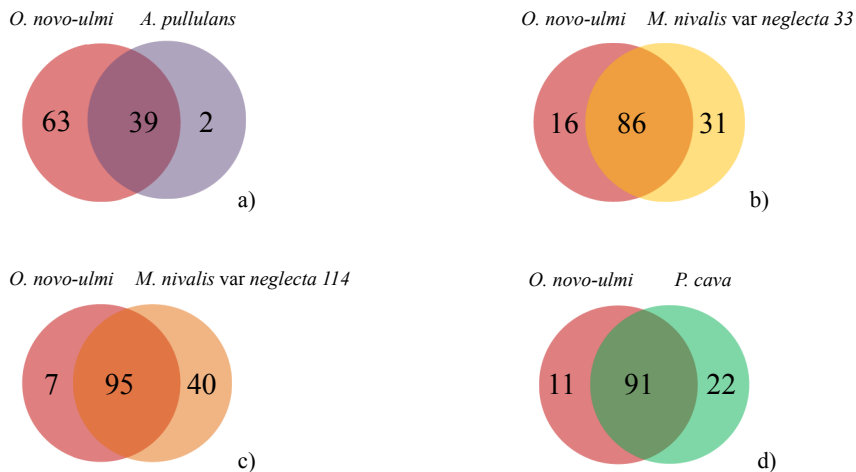 O. novo-ulmi A. pullulans
63 39 2
a)
O. novo-ulmi M. nivalis var neglecta 33
16 86 31
b)
O. novo-ulmi M. nivalis var neglecta 114
7 95 40
c)
O. novo-ulmi P. cava
11 91 22
d)